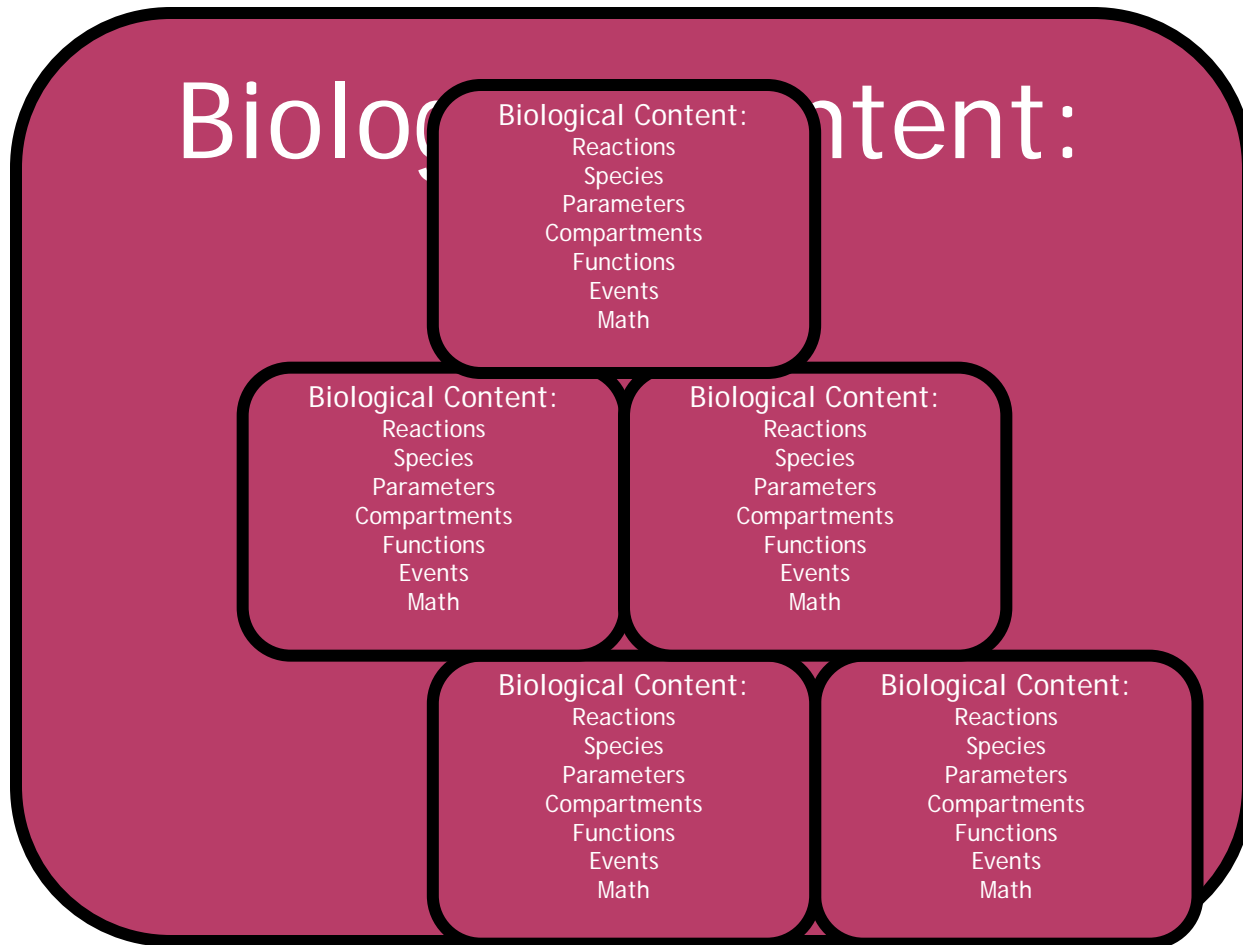 Biolog ntent:
Biological Content:
Reactions
Species
Parameters
Compartments
Functions
Events
Math
Biological Content:
Reactions
Species
Parameters
Compartments
Functions
Events
Math
Biological Content:
Reactions
Species
Parameters
Compartments
Functions
Events
Math
Biological Content:
Reactions
Species
Parameters
Compartments
Functions
Events
Math
Biological Content:
Reactions
Species
Parameters
Compartments
Functions
Events
Math